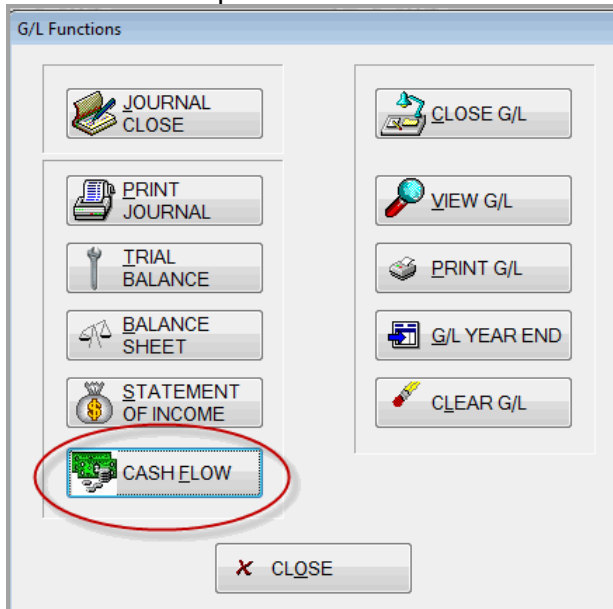 G/L Functions
JOURNAL
CLOSE
PRINT
JOURNAL
TRIAL
BALANCE
BALANCE
SHEET
STATEMENT
OF INCOME
CASH FLOW
CLOSE G/L
VIEW G/L
PRINT G/L
G/L YEAR END
CLEAR G/L
CLOSE